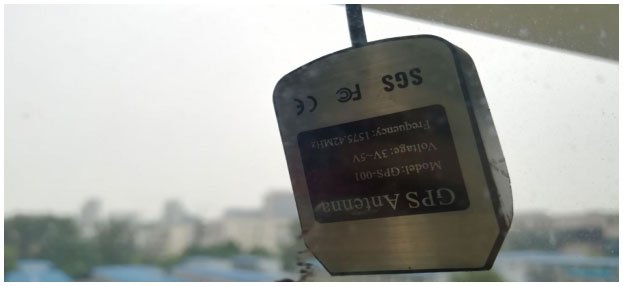 GPS Antenna
Model:GPS-001
Voltage: 3V~5V
Frequency: 1575.42MHz
CE FC SGS